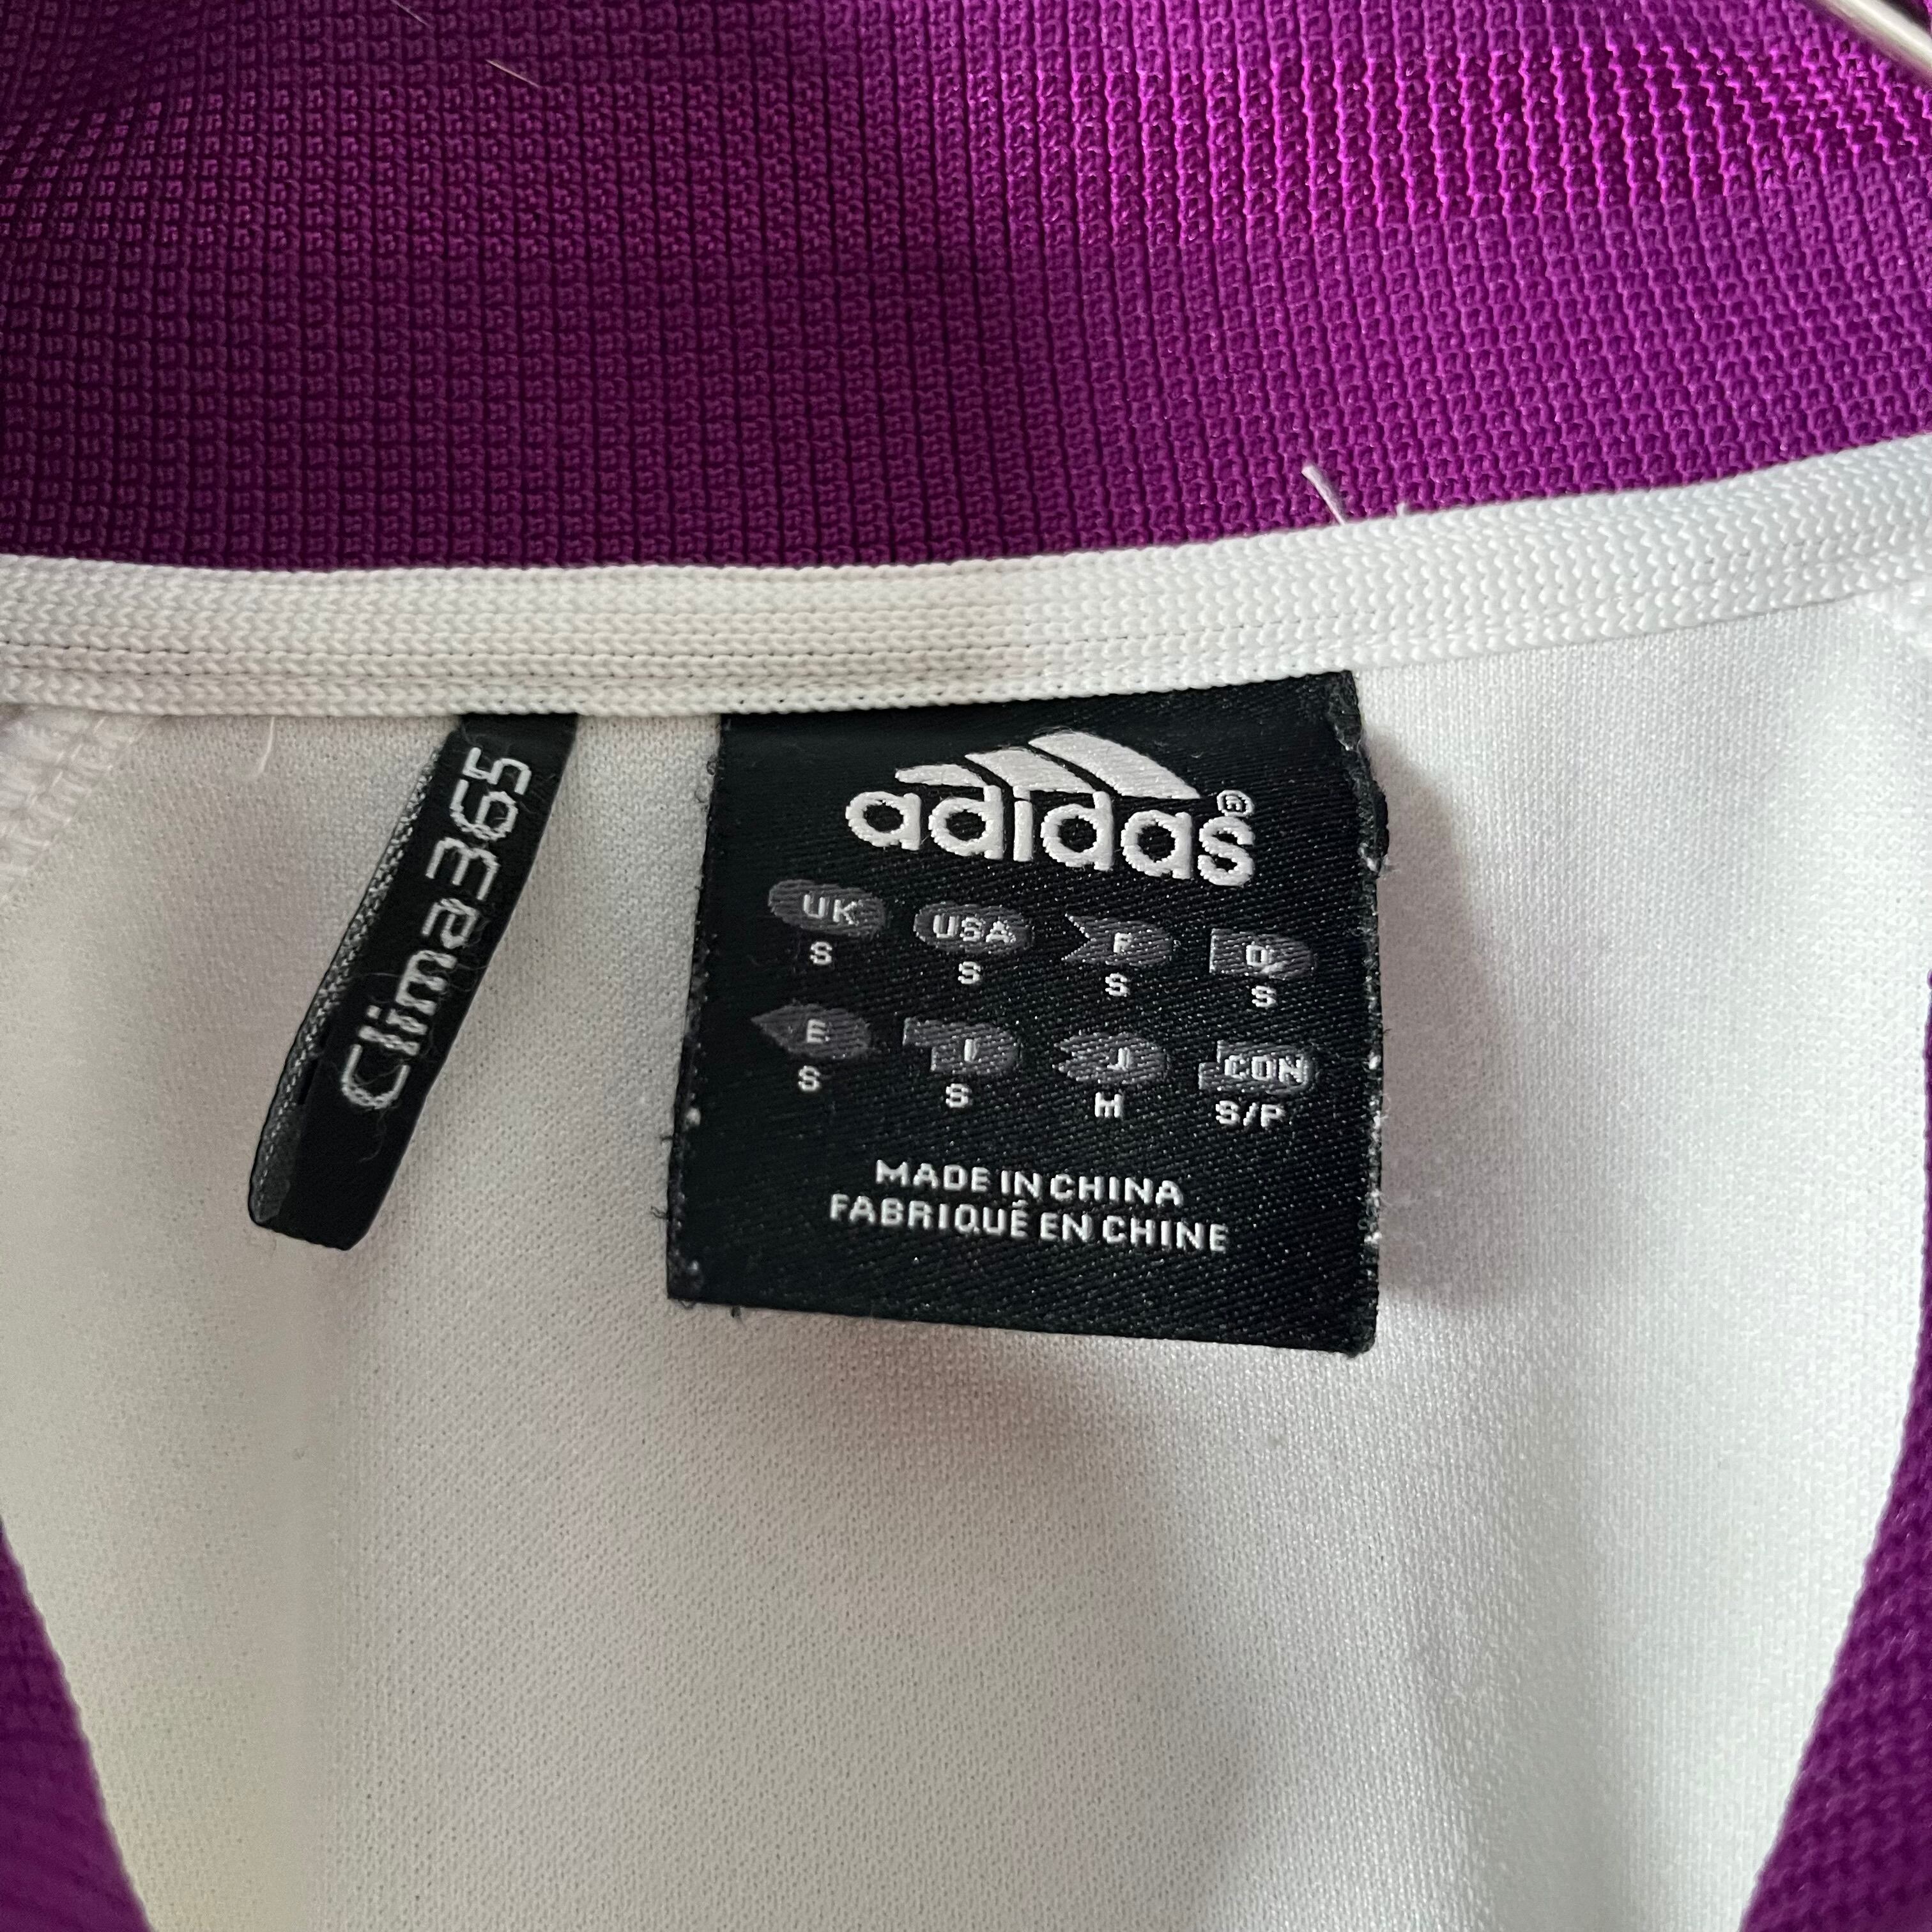 Clima365
adidas®
UK USA F D
S S S S
E I J CON
S S M S/P
MADE IN CHINA
FABRIQUÉ EN CHINE